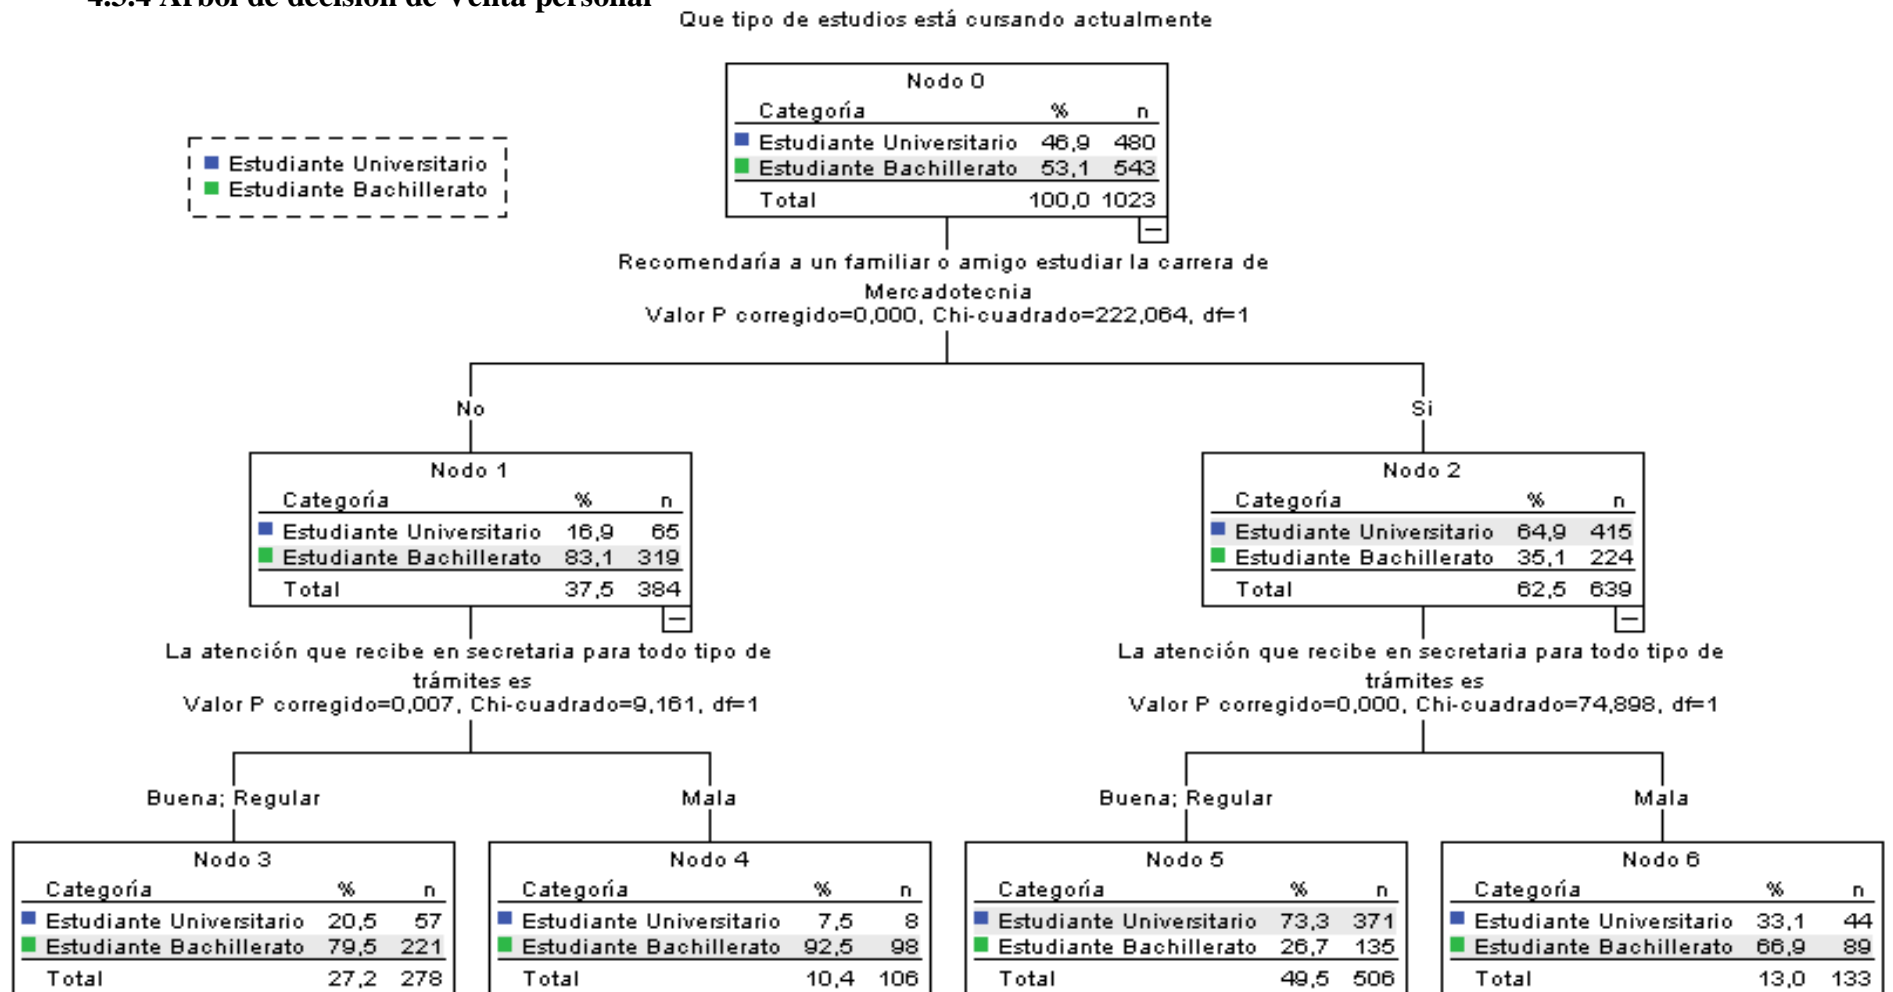 4.3.4 Árbol de decisión de Venta personal
Que tipo de estudios está cursando actualmente
Nodo 0
Categoría % n
Estudiante Universitario 46,9 480
Estudiante Bachillerato 53,1 543
Total 100,0 1023
Estudiante Universitario
Estudiante Bachillerato
Recomendaría a un familiar o amigo estudiar la carrera de
Mercadotecnia
Valor P corregido=0,000, Chi-cuadrado=222,064, df=1
No
Si
Nodo 1
Categoría % n
Estudiante Universitario 16,9 65
Estudiante Bachillerato 83,1 319
Total 37,5 384
Nodo 2
Categoría % n
Estudiante Universitario 64,9 415
Estudiante Bachillerato 35,1 224
Total 62,5 639
La atención que recibe en secretaria para todo tipo de
trámites es
Valor P corregido=0,007, Chi-cuadrado=9,161, df=1
La atención que recibe en secretaria para todo tipo de
trámites es
Valor P corregido=0,000, Chi-cuadrado=74,898, df=1
Buena; Regular
Mala
Buena; Regular
Mala
Nodo 3
Categoría % n
Estudiante Universitario 20,5 57
Estudiante Bachillerato 79,5 221
Total 27,2 278
Nodo 4
Categoría % n
Estudiante Universitario 7,5 8
Estudiante Bachillerato 92,5 98
Total 10,4 106
Nodo 5
Categoría % n
Estudiante Universitario 73,3 371
Estudiante Bachillerato 26,7 135
Total 49,5 506
Nodo 6
Categoría % n
Estudiante Universitario 33,1 44
Estudiante Bachillerato 66,9 89
Total 13,0 133